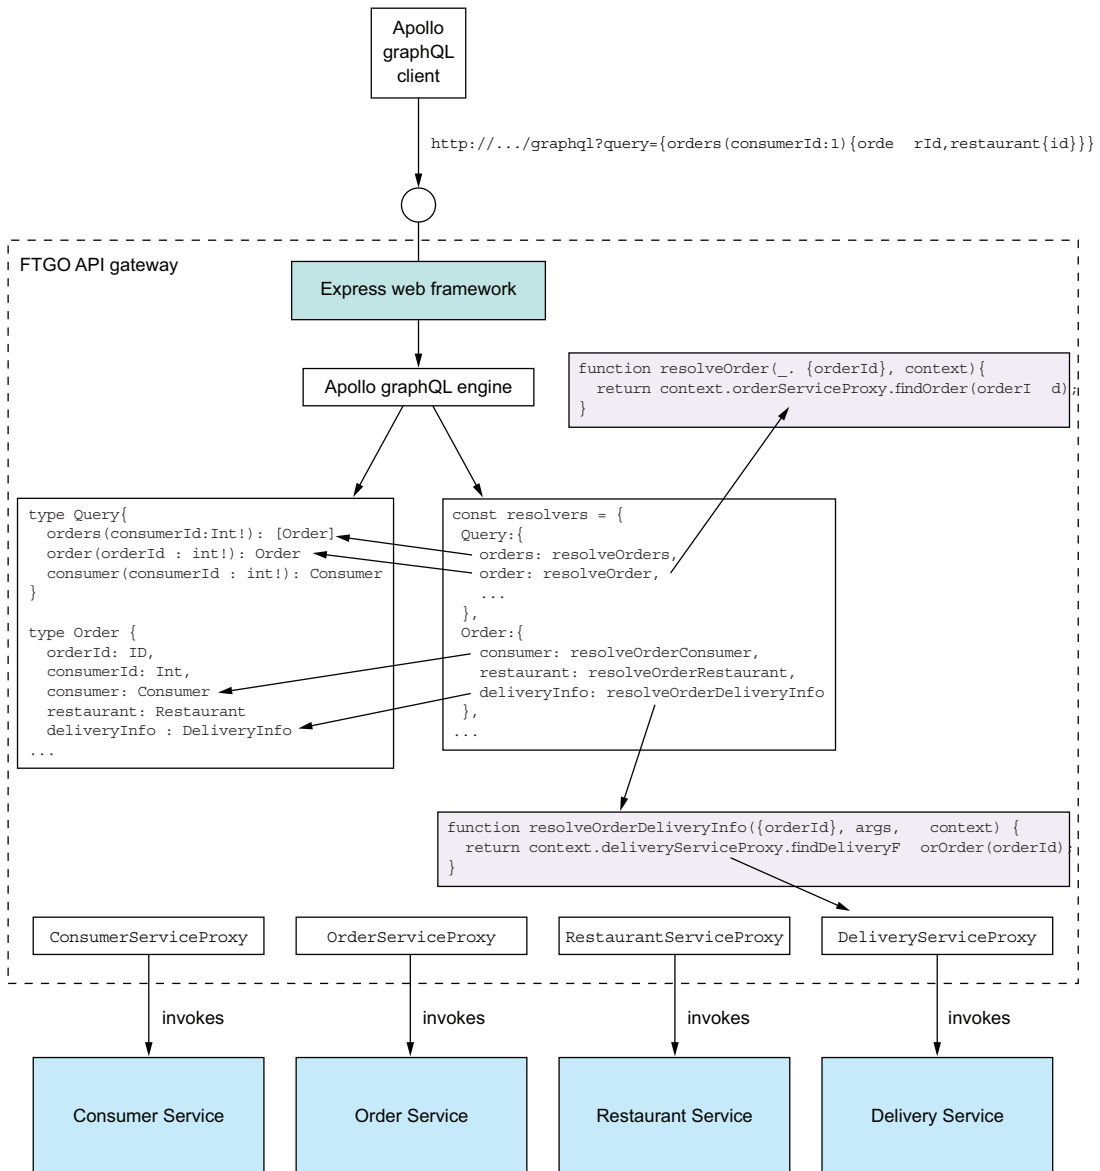 Apollo
graphQL
client
http://.../graphql?query={orders(consumerId:1){orde rId,restaurant{id}}}
FTGO API gateway
Express web framework
Apollo graphQL engine
function resolveOrder(_. {orderId}, context){
return context.orderServiceProxy.findOrder(orderI d);
}
type Query{
orders(consumerId:Int!): [Order]
order(orderId : int!): Order
consumer(consumerId : int!): Consumer
}
type Order {
orderId: ID,
consumerId: Int,
consumer: Consumer
restaurant: Restaurant
deliveryInfo : DeliveryInfo
...
const resolvers = {
Query:{
orders: resolveOrders,
order: resolveOrder,
...
},
Order:{
consumer: resolveOrderConsumer,
restaurant: resolveOrderRestaurant,
deliveryInfo: resolveOrderDeliveryInfo
},
...
function resolveOrderDeliveryInfo({orderId}, args, context) {
return context.deliveryServiceProxy.findDeliveryF orOrder(orderId);
}
ConsumerServiceProxy
OrderServiceProxy
RestaurantServiceProxy
DeliveryServiceProxy
invokes
invokes
invokes
invokes
Consumer Service
Order Service
Restaurant Service
Delivery Service